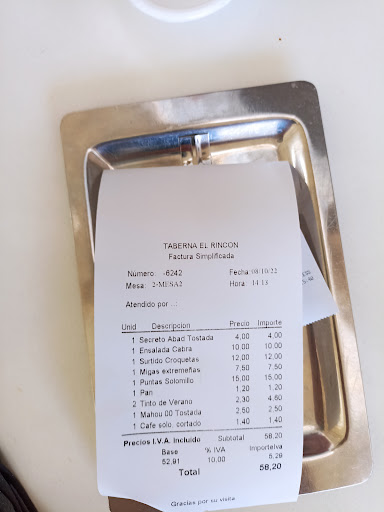 TABERNA EL RINCON
Factura Simplificada
Número: -6242 Fecha: 08/10/22
Mesa: 2-MESA2 Hora: 14:13
Atendido por :
Unid Descripcion Precio Importe
1 Secreto Abad Tostada 4,00 4,00
1 Ensalada Cabra 10,00 10,00
1 Surtido Croquetas 12,00 12,00
1 Migas extremeñas 7,50 7,50
1 Puntas Solomillo 15,00 15,00
1 Pan 1,20 1,20
2 Tinto de Verano 2,30 4,60
1 Mahou 00 Tostada 2,50 2,50
1 Cafe solo, cortado 1,40 1,40
Precios I.V.A. Incluido Subtotal 58,20
Base % IVA ImporteIva
52,91 10,00 5,29
Total 58,20
Gracias por su visita